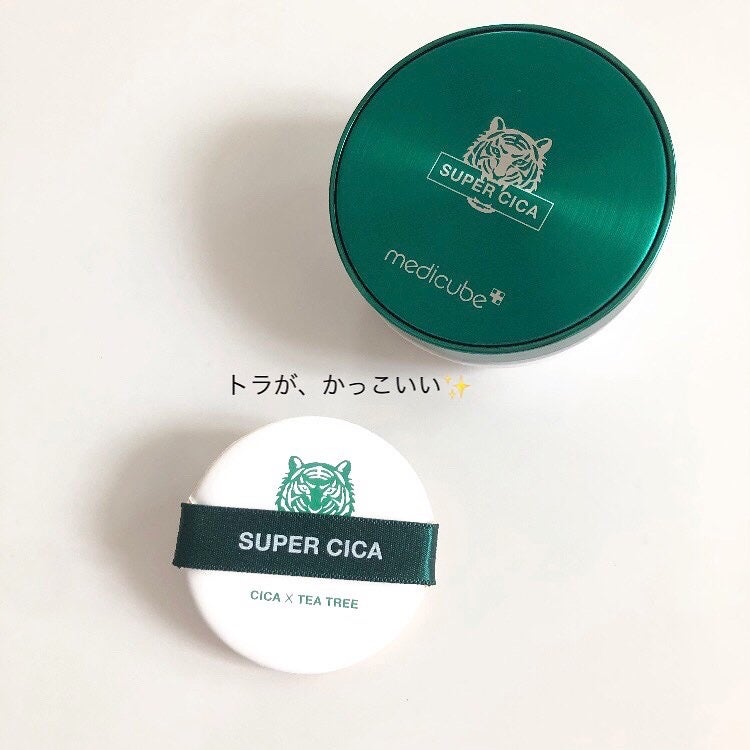 SUPER CICA
medicube
トラが、かっこいい✨
SUPER CICA
CICA X TEA TREE